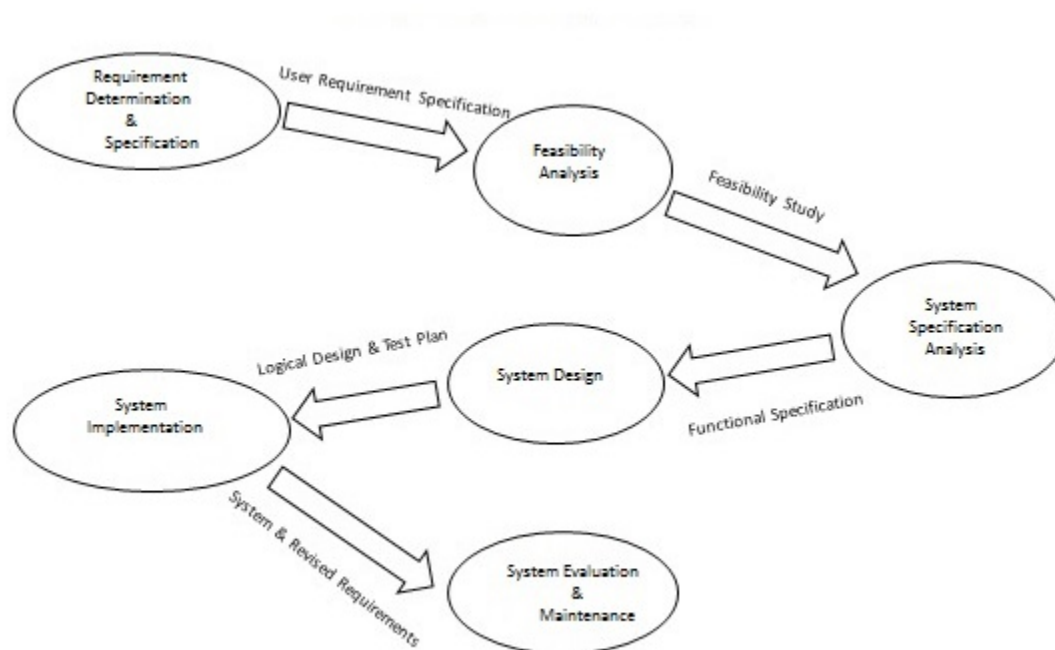 Requirement
Determination
&
Specification
User Requirement Specification
Feasibility
Analysis
Feasibility Study
System
Specification
Analysis
Functional Specification
System Design
Logical Design & Test Plan
System
Implementation
System & Revised Requirements
System Evaluation
&
Maintenance